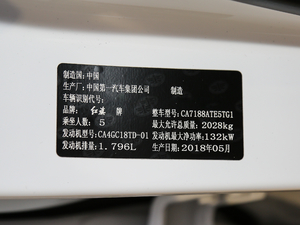 制造国：中国
生产厂：中国第一汽车集团公司 制造
车辆识别代号：
品 牌：红旗 牌 整车型号：CA7188ATE5TG1
乘坐人数：5 最大允许总质量：2028kg
发动机型号：CA4GC18TD-01 发动机最大净功率：132kW
发动机排量：1.796L 生产日期：2018年05月